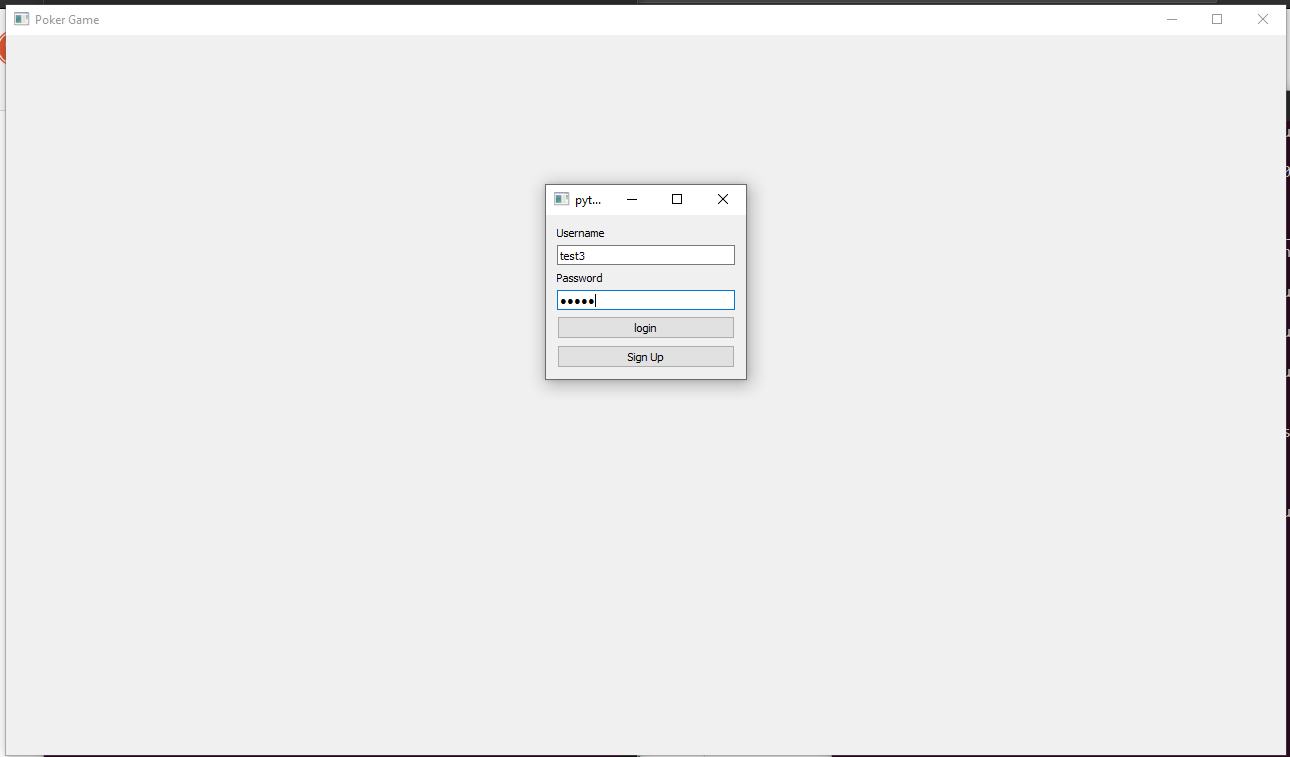 Poker Game
pyt...
Username
test3
Password
login
Sign Up